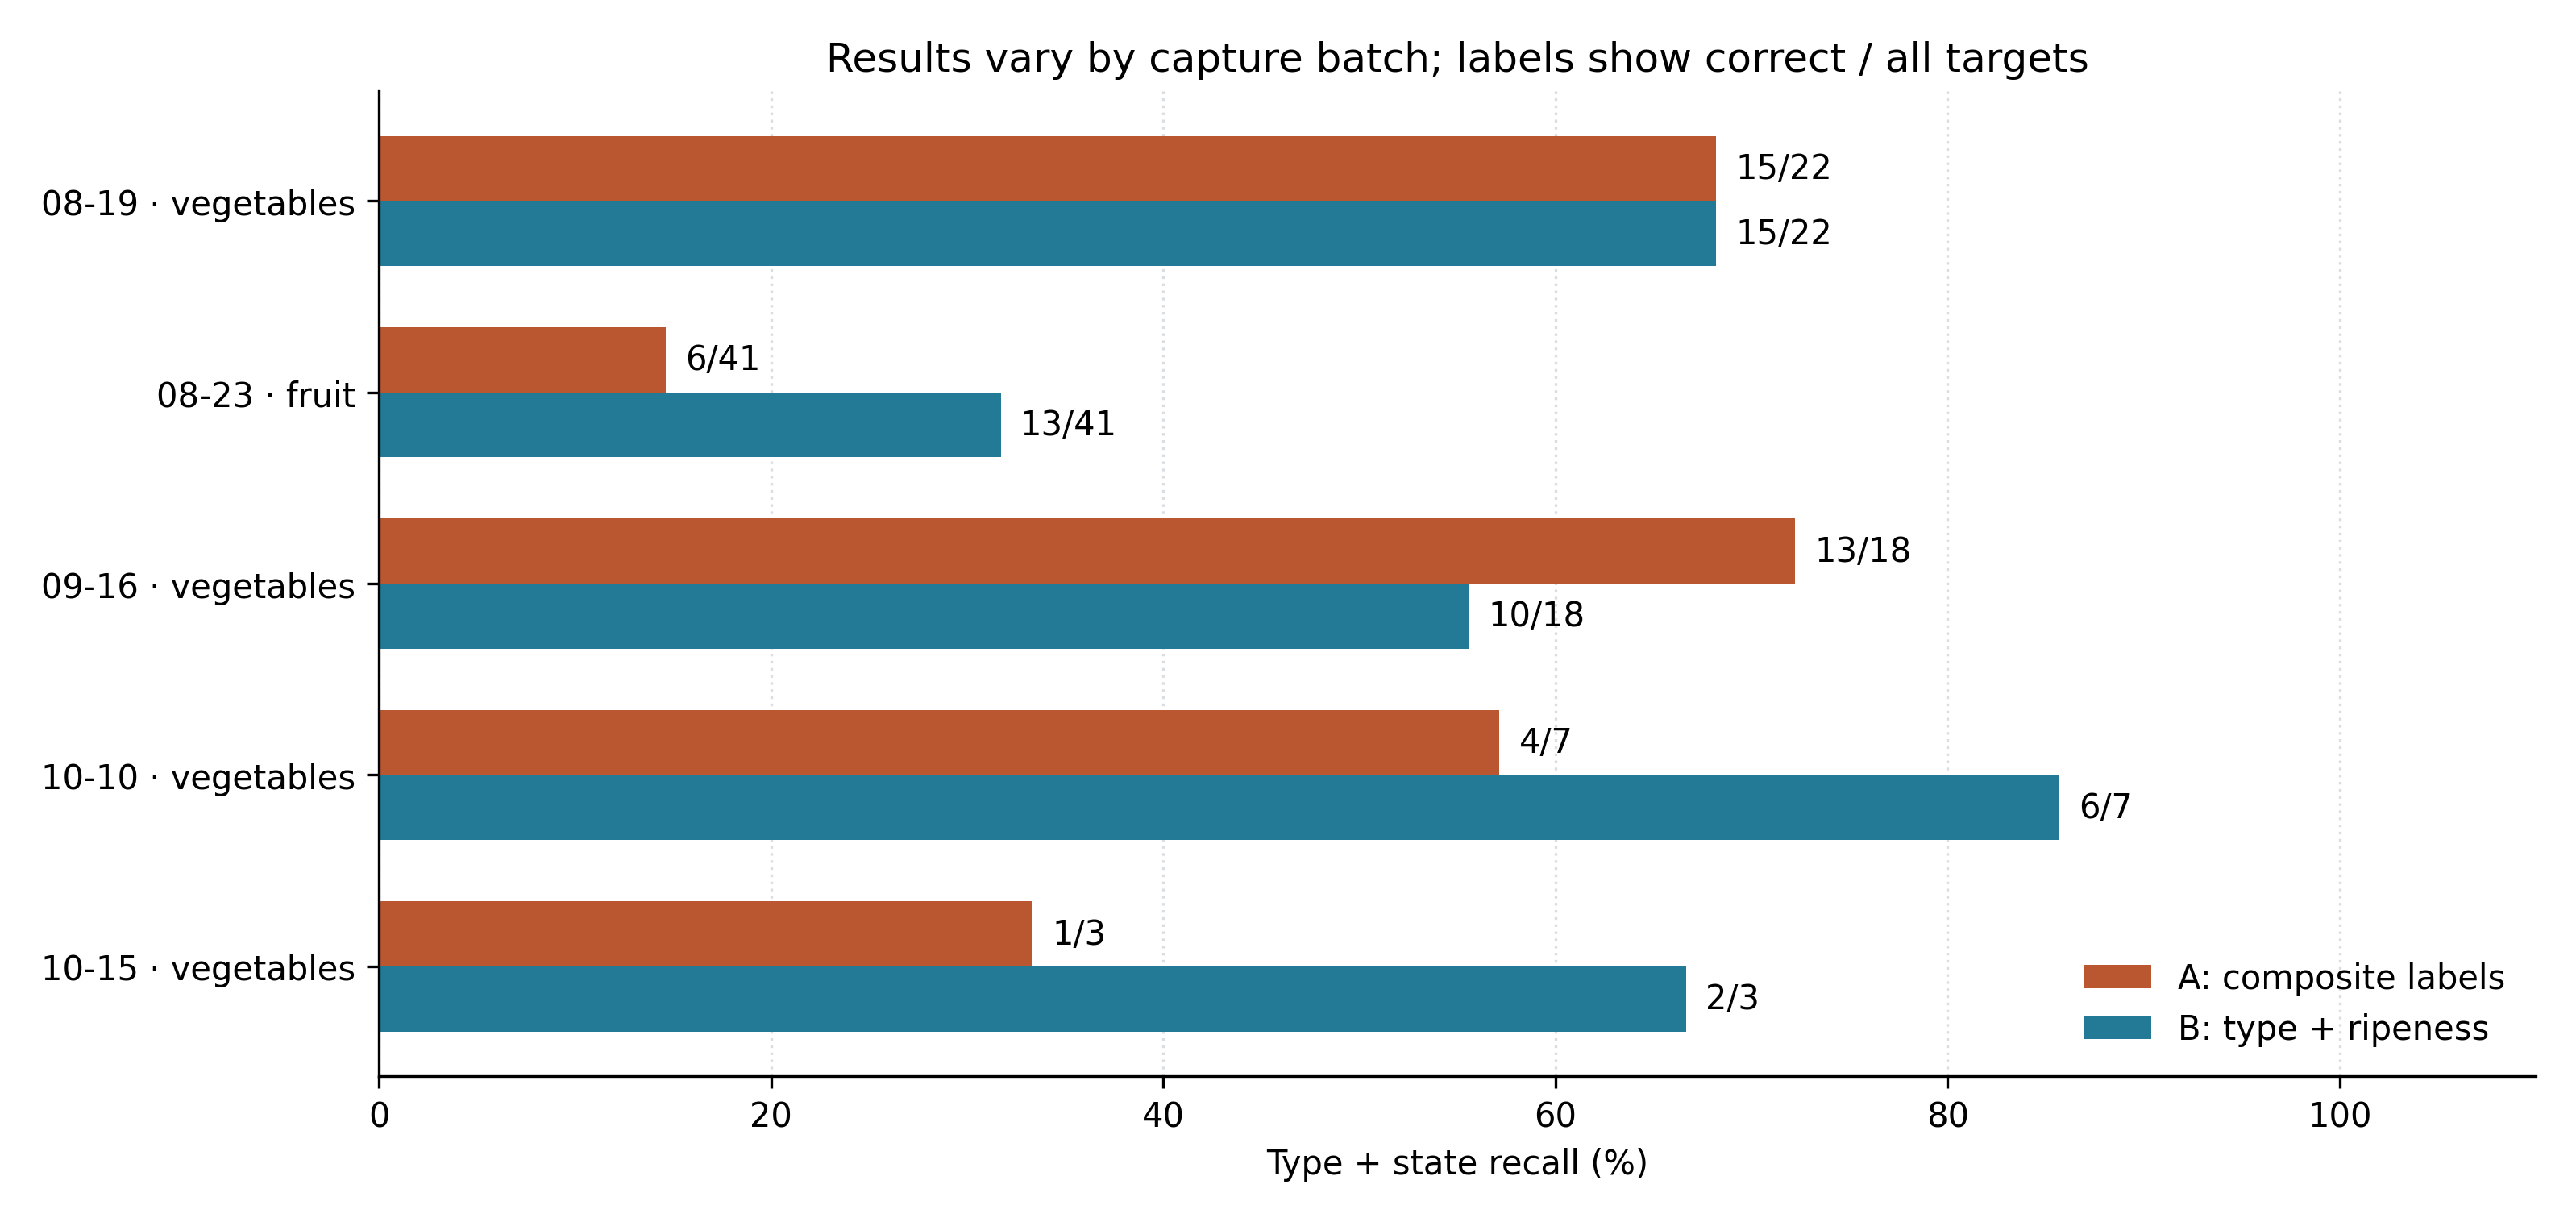 Results vary by capture batch; labels show correct / all targets
08-19 · vegetables
15/22
15/22
08-23 · fruit
6/41
13/41
09-16 · vegetables
13/18
10/18
10-10 · vegetables
4/7
6/7
10-15 · vegetables
1/3
2/3
A: composite labels
B: type + ripeness
0 20 40 60 80 100
Type + state recall (%)